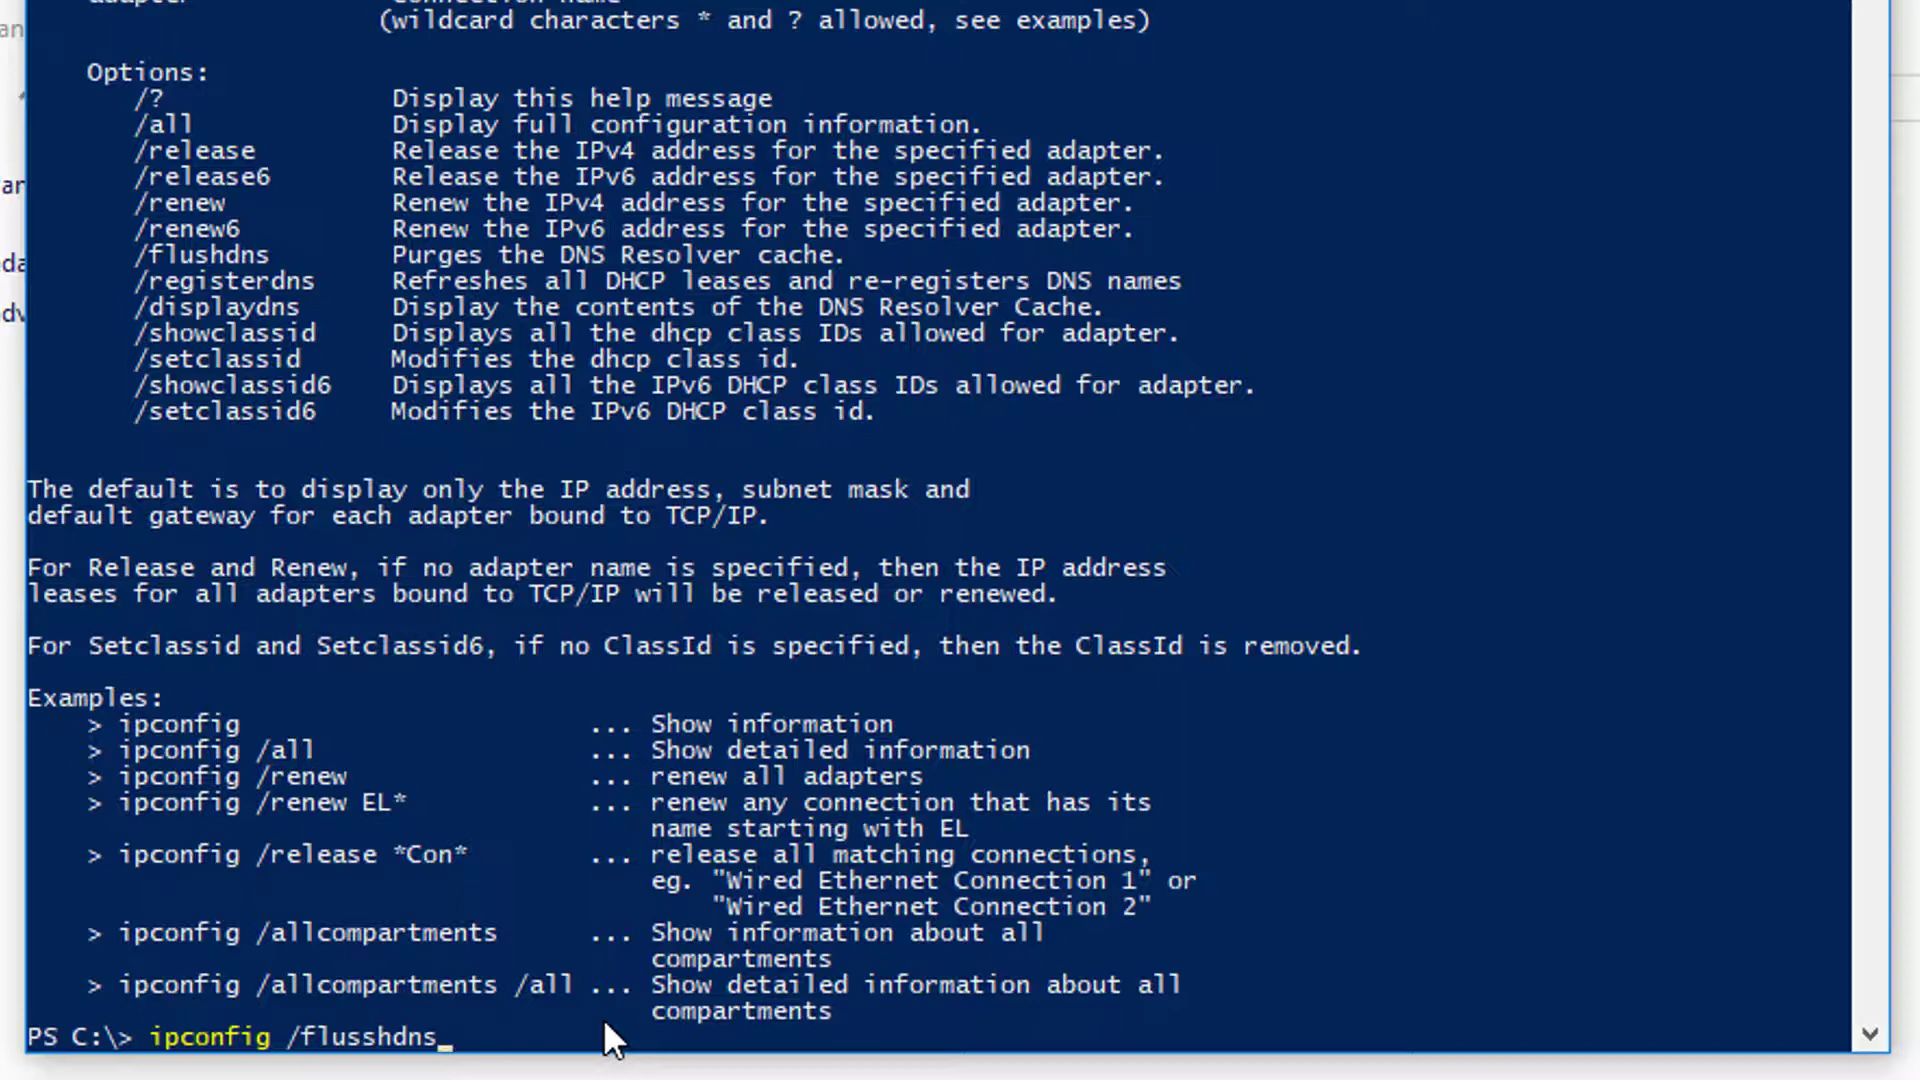 (wildcard characters * and ? allowed, see examples)
Options:
/? Display this help message
/all Display full configuration information.
/release Release the IPv4 address for the specified adapter.
/release6 Release the IPv6 address for the specified adapter.
/renew Renew the IPv4 address for the specified adapter.
/renew6 Renew the IPv6 address for the specified adapter.
/flushdns Purges the DNS Resolver cache.
/registerdns Refreshes all DHCP leases and re-registers DNS names
/displaydns Display the contents of the DNS Resolver Cache.
/showclassid Displays all the dhcp class IDs allowed for adapter.
/setclassid Modifies the dhcp class id.
/showclassid6 Displays all the IPv6 DHCP class IDs allowed for adapter.
/setclassid6 Modifies the IPv6 DHCP class id.
The default is to display only the IP address, subnet mask and
default gateway for each adapter bound to TCP/IP.
For Release and Renew, if no adapter name is specified, then the IP address
leases for all adapters bound to TCP/IP will be released or renewed.
For Setclassid and Setclassid6, if no ClassId is specified, then the ClassId is removed.
Examples:
> ipconfig ... Show information
> ipconfig /all ... Show detailed information
> ipconfig /renew ... renew all adapters
> ipconfig /renew EL* ... renew any connection that has its
name starting with EL
> ipconfig /release *Con* ... release all matching connections,
eg. "Wired Ethernet Connection 1" or
"Wired Ethernet Connection 2"
> ipconfig /allcompartments ... Show information about all
compartments
> ipconfig /allcompartments /all ... Show detailed information about all
compartments
PS C:\> ipconfig /flusshdns_